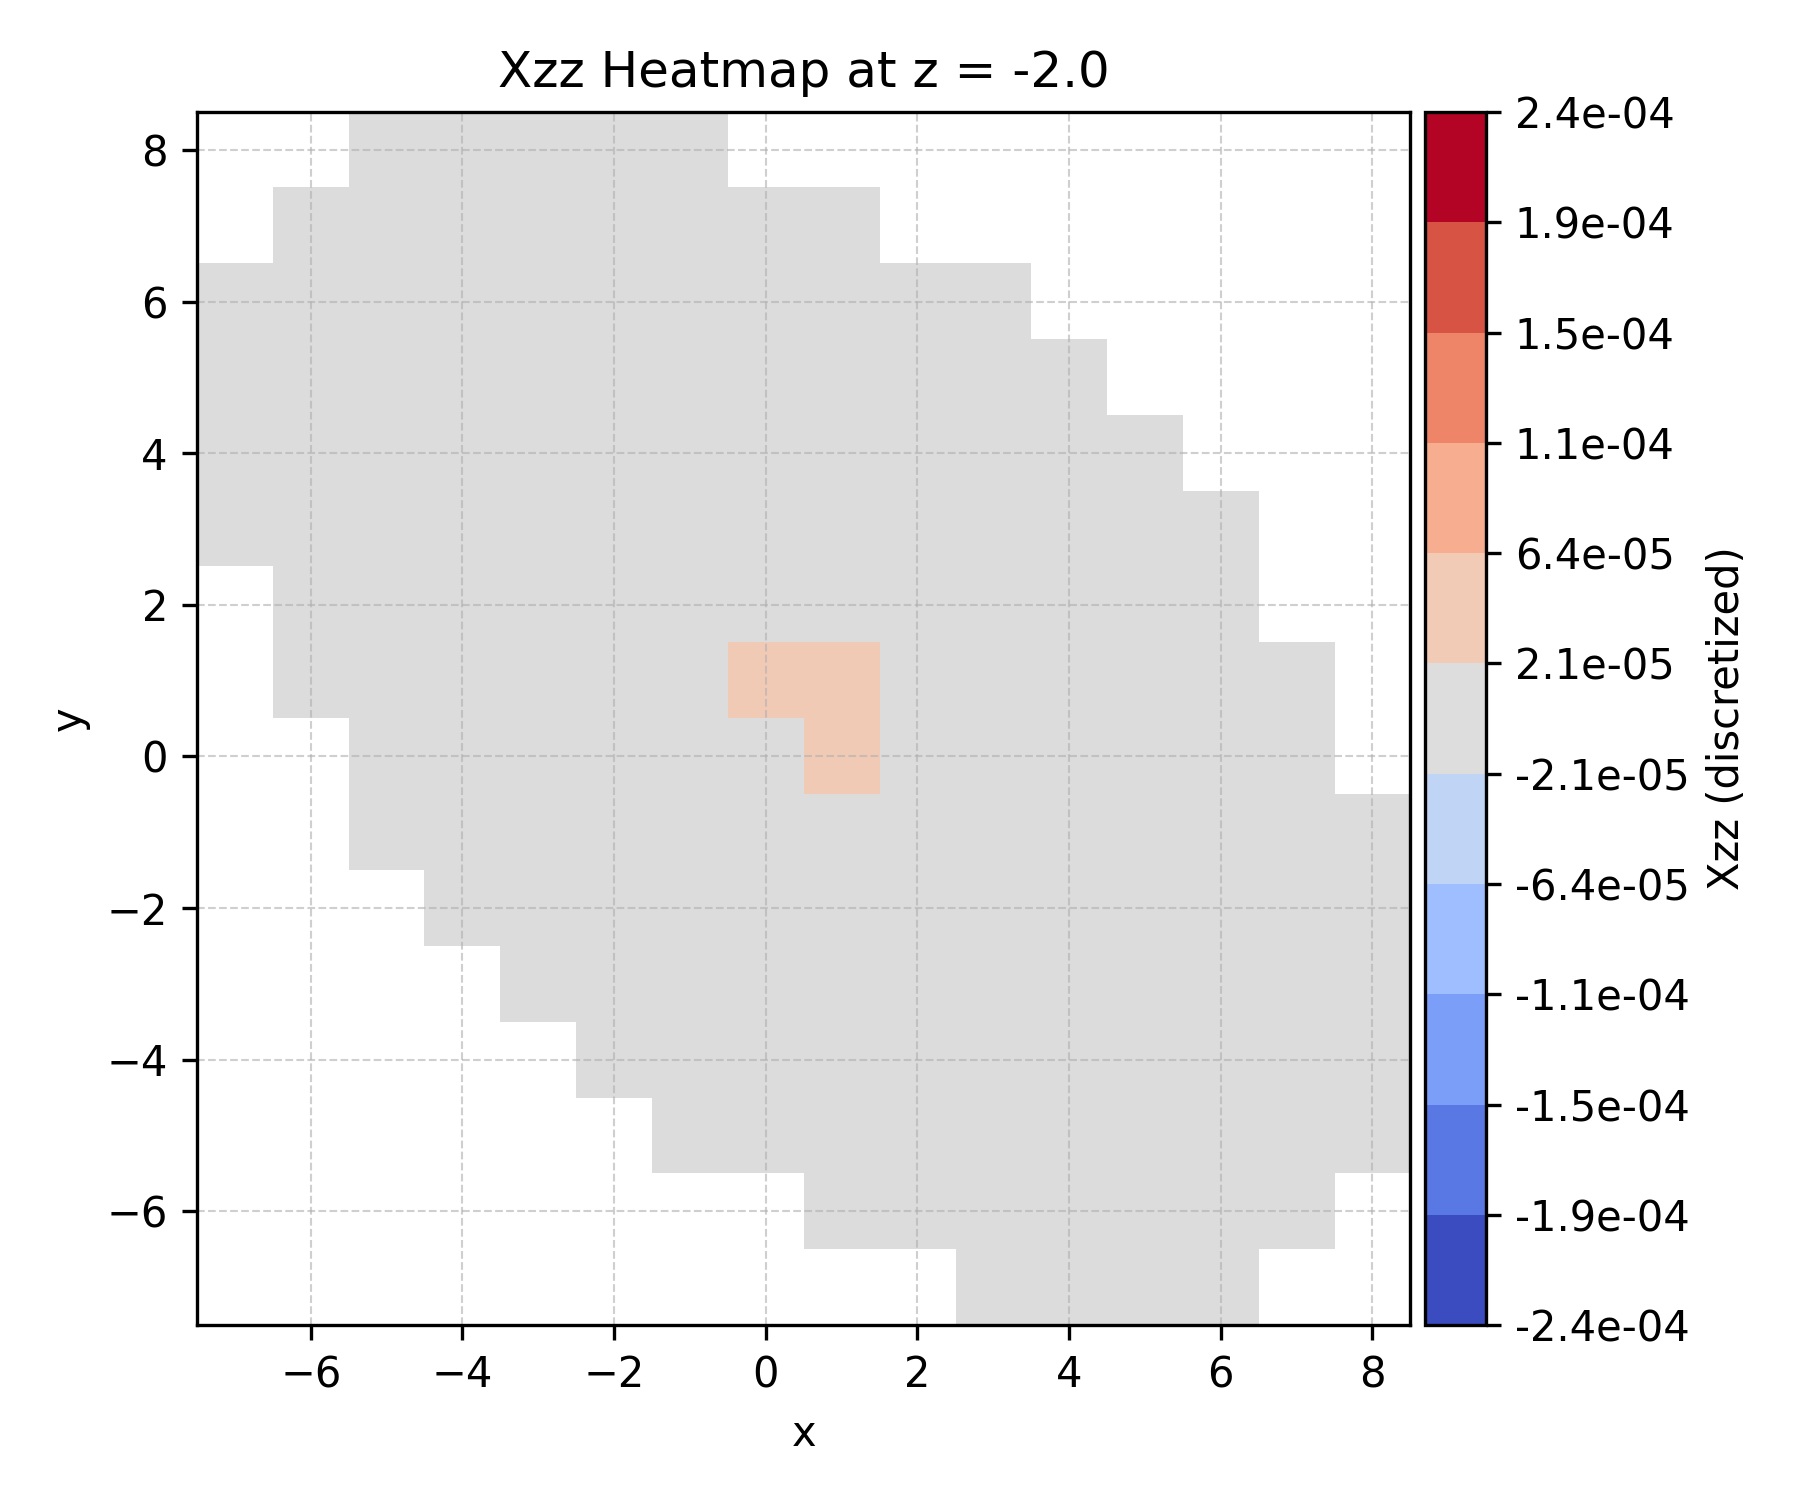 Xzz Heatmap at z = -2.0
8
6
4
2
0
−2
−4
−6
y
−6 −4 −2 0 2 4 6 8
x
2.4e-04
1.9e-04
1.5e-04
1.1e-04
6.4e-05
2.1e-05
-2.1e-05
-6.4e-05
-1.1e-04
-1.5e-04
-1.9e-04
-2.4e-04
Xzz (discretized)